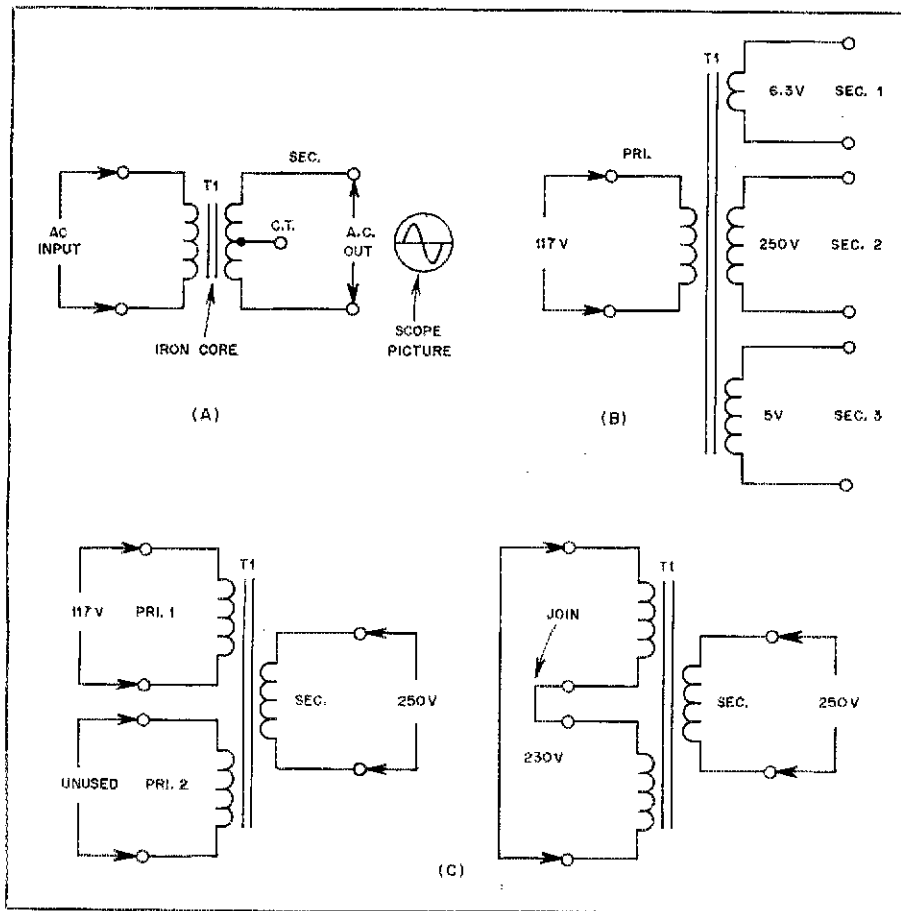 SEC.
T1
C.T.
AC
INPUT
A.C.
OUT
IRON CORE
SCOPE
PICTURE
(A)
T1
PRI.
117 V
6.3V SEC. 1
250V SEC. 2
5V SEC. 3
(B)
T1
117 V PRI. 1
UNUSED PRI. 2
SEC. 250V
T1
JOIN
230V
SEC. 250V
(C)